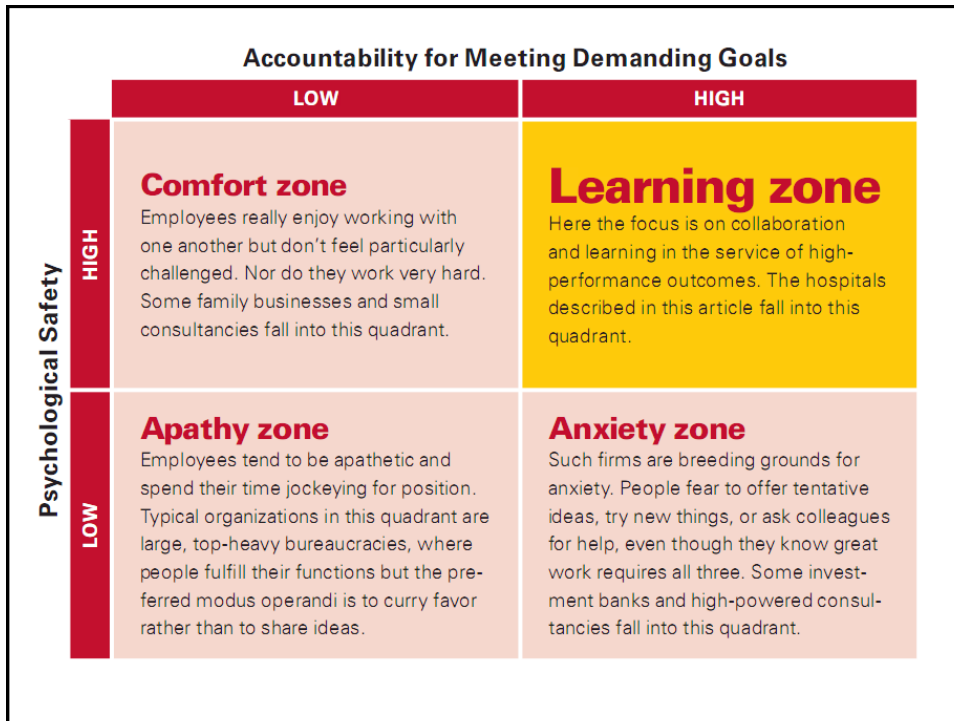 Accountability for Meeting Demanding Goals
LOW
HIGH
Psychological Safety
HIGH
Comfort zone
Employees really enjoy working with
one another but don’t feel particularly
challenged. Nor do they work very hard.
Some family businesses and small
consultancies fall into this quadrant.
Learning zone
Here the focus is on collaboration
and learning in the service of high-
performance outcomes. The hospitals
described in this article fall into this
quadrant.
LOW
Apathy zone
Employees tend to be apathetic and
spend their time jockeying for position.
Typical organizations in this quadrant are
large, top-heavy bureaucracies, where
people fulfill their functions but the pre-
ferred modus operandi is to curry favor
rather than to share ideas.
Anxiety zone
Such firms are breeding grounds for
anxiety. People fear to offer tentative
ideas, try new things, or ask colleagues
for help, even though they know great
work requires all three. Some invest-
ment banks and high-powered consul-
tancies fall into this quadrant.